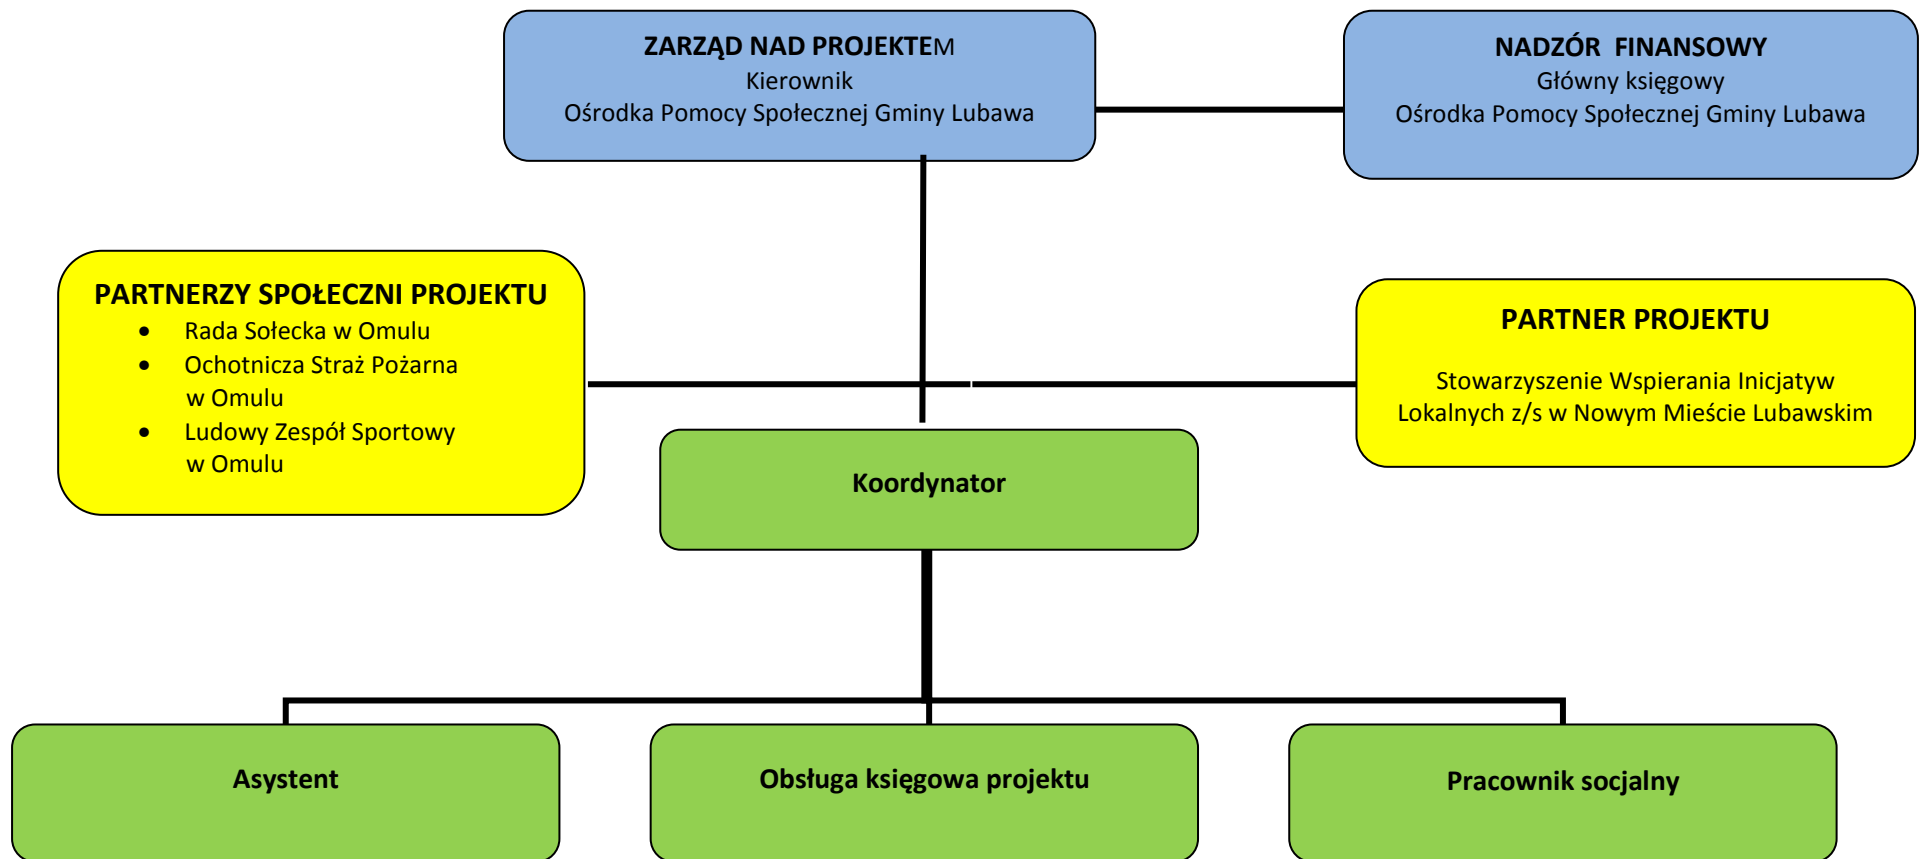 ZARZĄD NAD PROJEKTEM
Kierownik
Ośrodka Pomocy Społecznej Gminy Lubawa
NADZÓR FINANSOWY
Główny księgowy
Ośrodka Pomocy Społecznej Gminy Lubawa
PARTNERZY SPOŁECZNI PROJEKTU
• Rada Sołecka w Omulu
• Ochotnicza Straż Pożarna
w Omulu
• Ludowy Zespół Sportowy
w Omulu
PARTNER PROJEKTU
Stowarzyszenie Wspierania Inicjatyw
Lokalnych z/s w Nowym Mieście Lubawskim
Koordynator
Asystent
Obsługa księgowa projektu
Pracownik socjalny